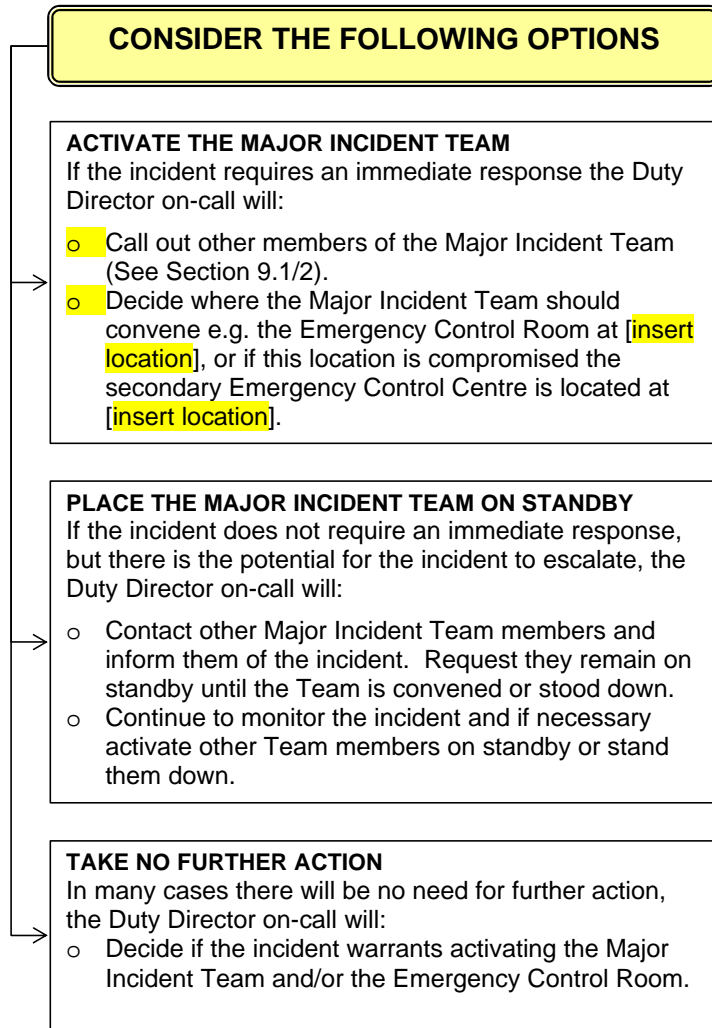 CONSIDER THE FOLLOWING OPTIONS
ACTIVATE THE MAJOR INCIDENT TEAM
If the incident requires an immediate response the Duty
Director on-call will:
o Call out other members of the Major Incident Team
(See Section 9.1/2).
o Decide where the Major Incident Team should
convene e.g. the Emergency Control Room at [insert
location], or if this location is compromised the
secondary Emergency Control Centre is located at
[insert location].
PLACE THE MAJOR INCIDENT TEAM ON STANDBY
If the incident does not require an immediate response,
but there is the potential for the incident to escalate, the
Duty Director on-call will:
o Contact other Major Incident Team members and
inform them of the incident.  Request they remain on
standby until the Team is convened or stood down.
o Continue to monitor the incident and if necessary
activate other Team members on standby or stand
them down.
TAKE NO FURTHER ACTION
In many cases there will be no need for further action,
the Duty Director on-call will:
o Decide if the incident warrants activating the Major
Incident Team and/or the Emergency Control Room.